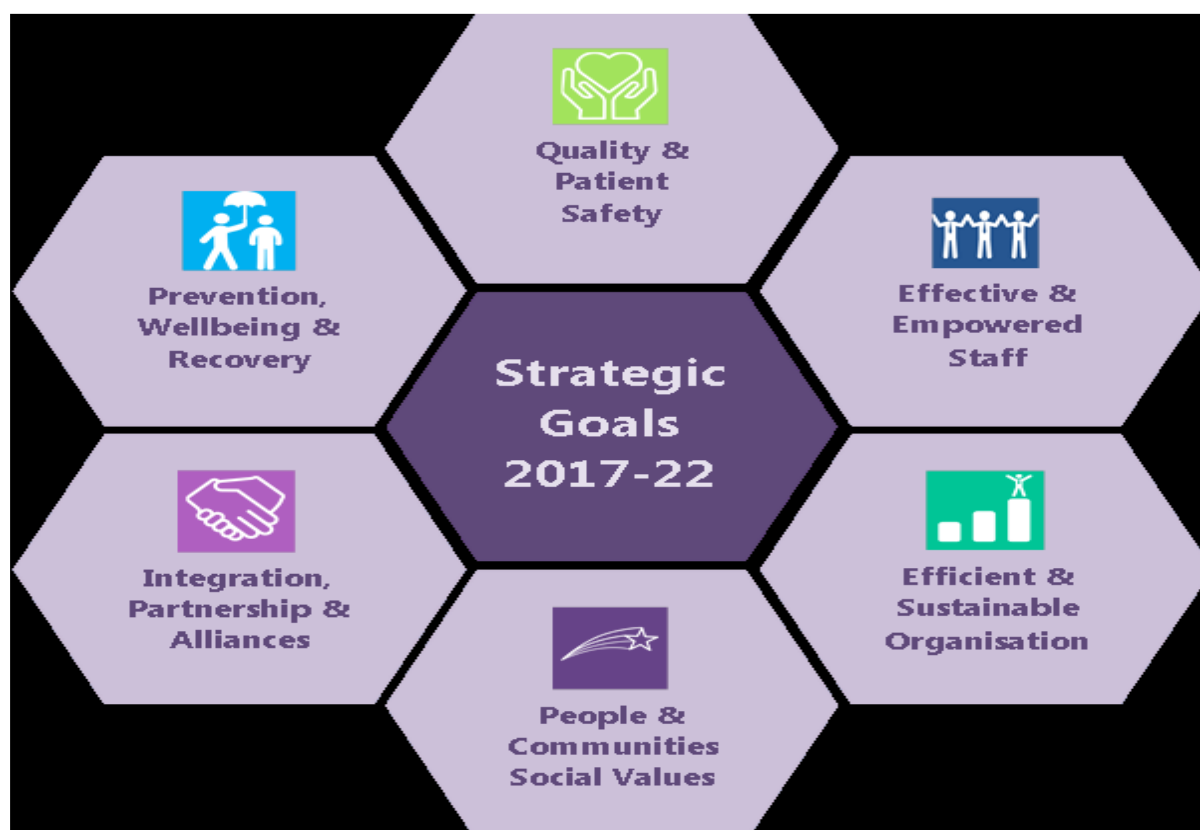 Quality &
Patient
Safety
Prevention,
Wellbeing &
Recovery
Effective &
Empowered
Staff
Strategic
Goals
2017-22
Integration,
Partnership &
Alliances
Efficient &
Sustainable
Organisation
People &
Communities
Social Values